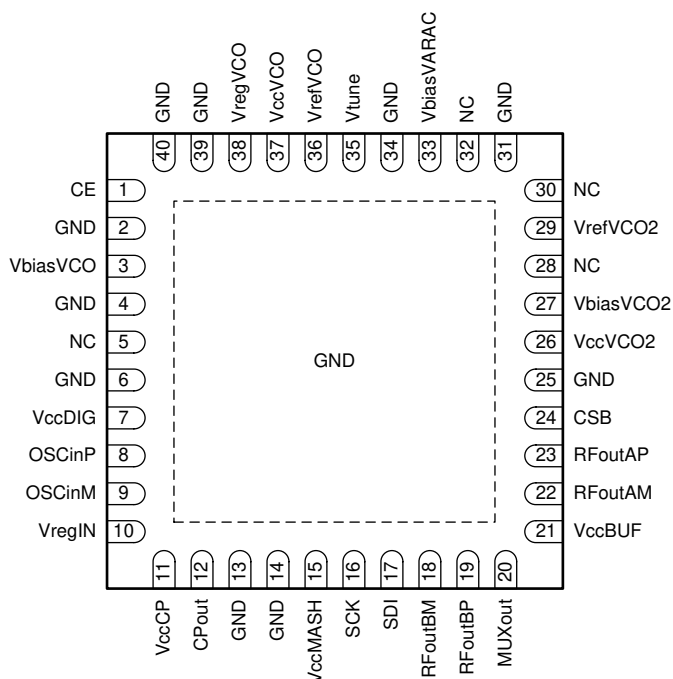 GND
GND
VregVCO
VccVCO
VrefVCO
Vtune
GND
VbiasVARAC
NC
GND
40
39
38
37
36
35
34
33
32
31
CE 1
GND 2
VbiasVCO 3
GND 4
NC 5
GND 6
VccDIG 7
OSCinP 8
OSCinM 9
VregIN 10
GND
30 NC
29 VrefVCO2
28 NC
27 VbiasVCO2
26 VccVCO2
25 GND
24 CSB
23 RFoutAP
22 RFoutAM
21 VccBUF
11
12
13
14
15
16
17
18
19
20
VccCP
CPout
GND
GND
VccMASH
SCK
SDI
RFoutBM
RFoutBP
MUXout